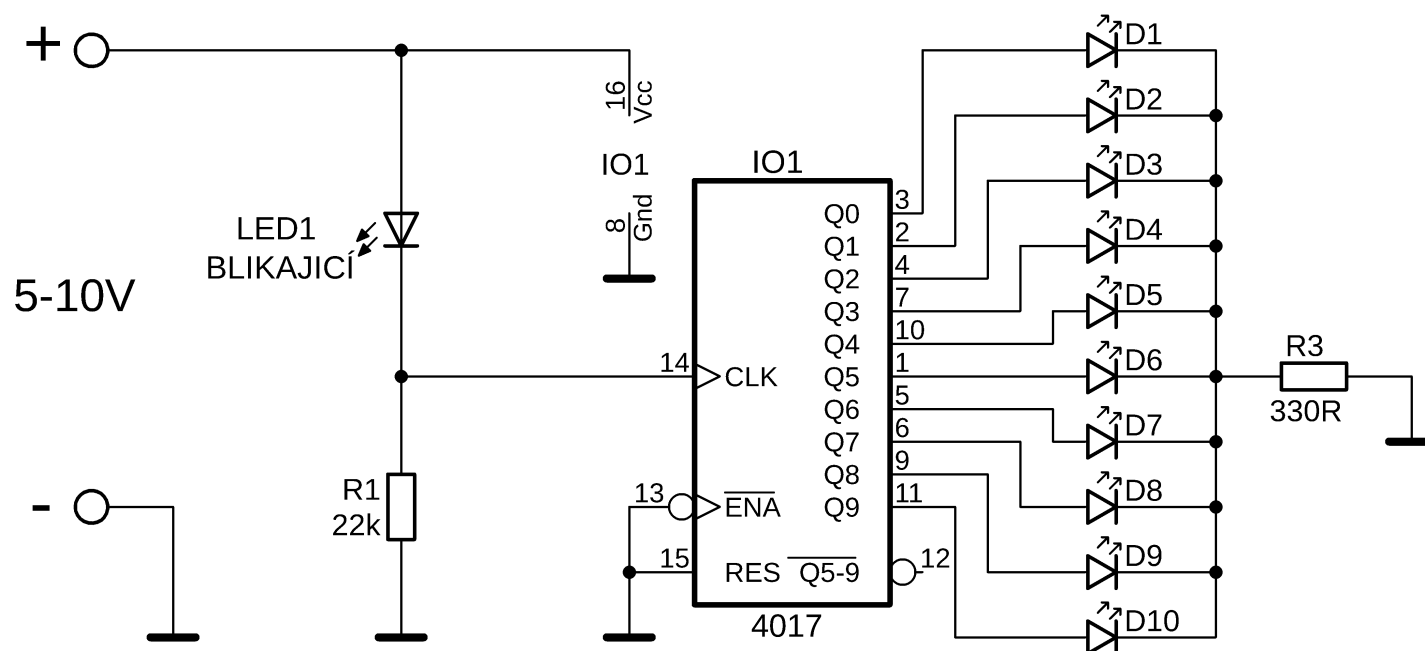 +
5-10V
-
LED1
BLIKAJICÍ
R1
22k
16
Vcc
IO1
8
Gnd
IO1
14
CLK
13
ENA
15
RES
Q0
Q1
Q2
Q3
Q4
Q5
Q6
Q7
Q8
Q9
Q5-9
3
2
4
7
10
1
5
6
9
11
12
4017
D1
D2
D3
D4
D5
D6
D7
D8
D9
D10
R3
330R